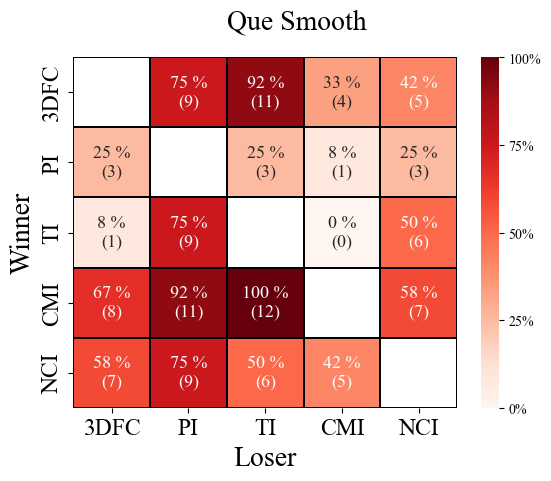 Que Smooth
Winner
3DFC
75 % 92 % 33 % 42 %
(9) (11) (4) (5)
PI
25 % 25 % 8 % 25 %
(3) (3) (1) (3)
TI
8 % 75 % 0 % 50 %
(1) (9) (0) (6)
CMI
67 % 92 % 100 % 58 %
(8) (11) (12) (7)
NCI
58 % 75 % 50 % 42 %
(7) (9) (6) (5)
3DFC PI TI CMI NCI
Loser
100%
75%
50%
25%
0%